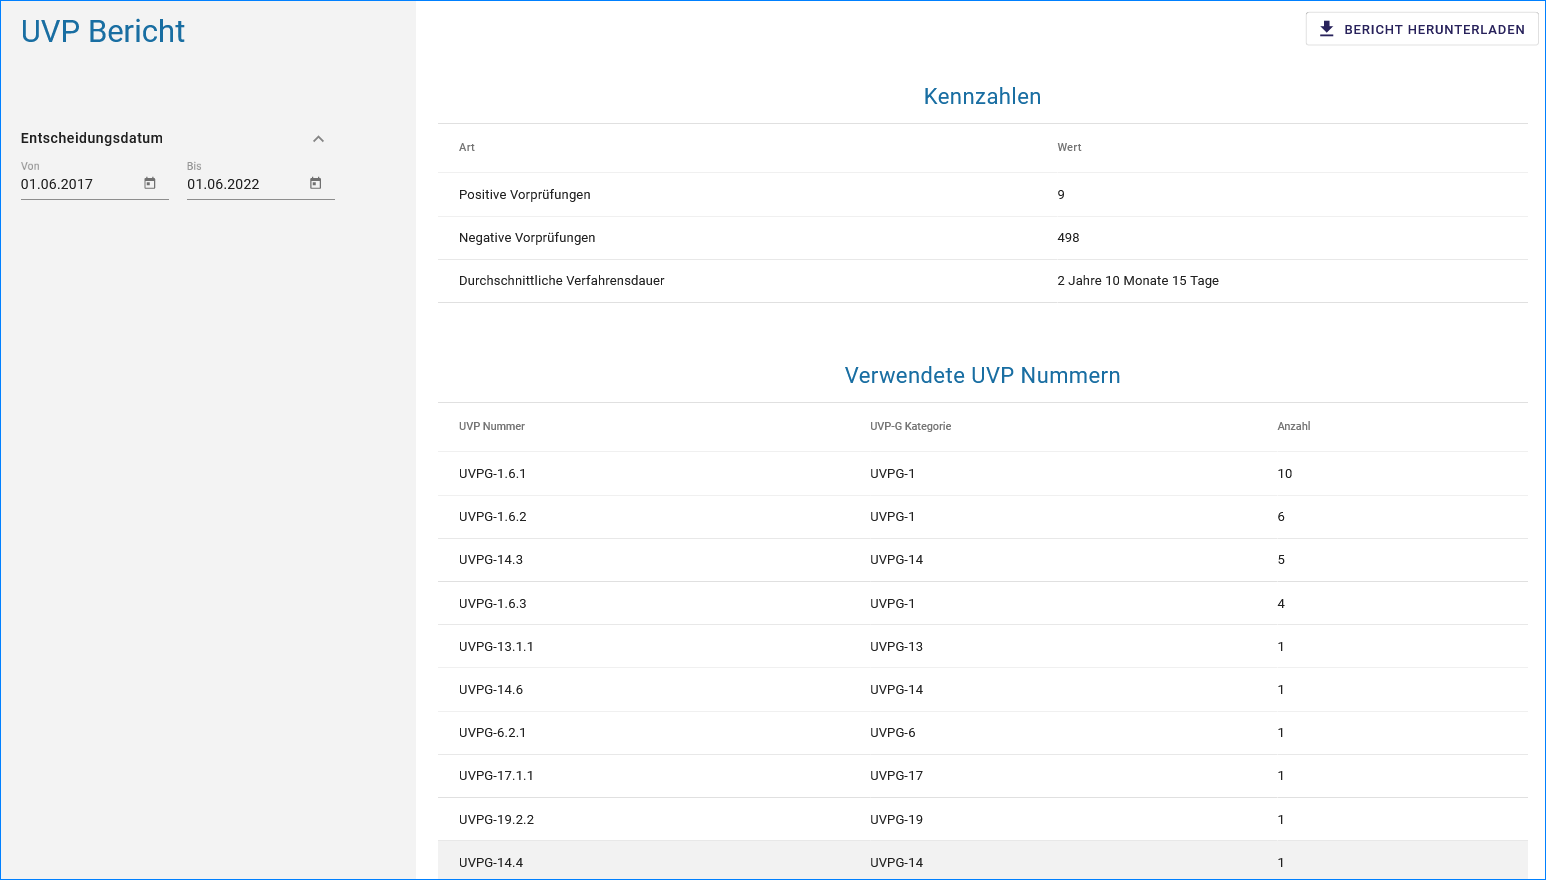 UVP Bericht
BERICHT HERUNTERLADEN
Entscheidungsdatum
Von Bis
01.06.2017 01.06.2022
Kennzahlen
Art Wert
Positive Vorprüfungen 9
Negative Vorprüfungen 498
Durchschnittliche Verfahrensdauer 2 Jahre 10 Monate 15 Tage
Verwendete UVP Nummern
UVP Nummer UVP-G Kategorie Anzahl
UVPG-1.6.1 UVPG-1 10
UVPG-1.6.2 UVPG-1 6
UVPG-14.3 UVPG-14 5
UVPG-1.6.3 UVPG-1 4
UVPG-13.1.1 UVPG-13 1
UVPG-14.6 UVPG-14 1
UVPG-6.2.1 UVPG-6 1
UVPG-17.1.1 UVPG-17 1
UVPG-19.2.2 UVPG-19 1
UVPG-14.4 UVPG-14 1